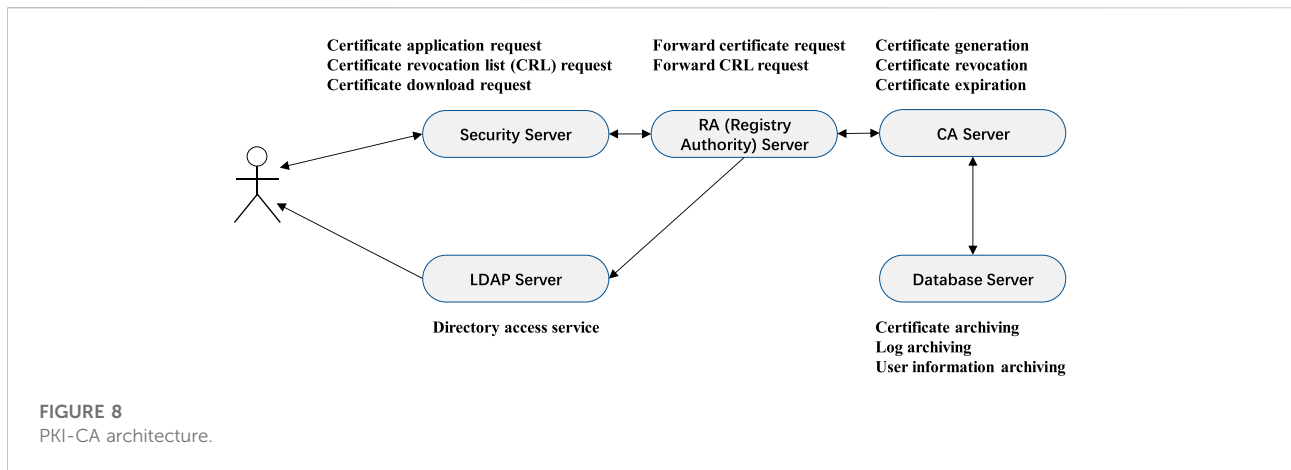 Certificate application request
Certificate revocation list (CRL) request
Certificate download request
Forward certificate request
Forward CRL request
Certificate generation
Certificate revocation
Certificate expiration
Security Server
RA (Registry
Authority) Server
CA Server
LDAP Server
Database Server
Directory access service
Certificate archiving
Log archiving
User information archiving
FIGURE 8
PKI-CA architecture.